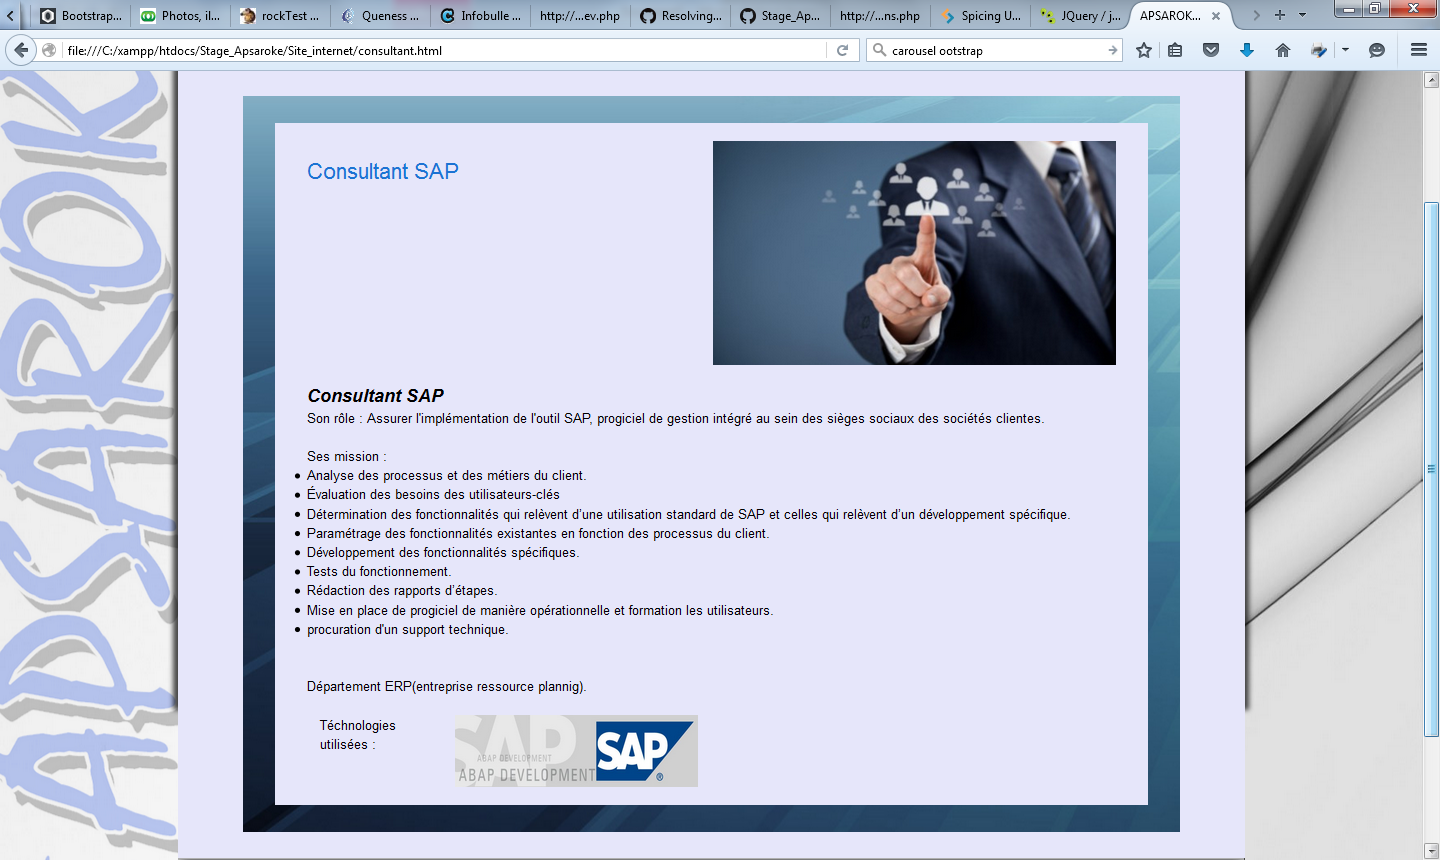 Bootstrap...
Photos, il...
rockTest ...
Queness ...
Infobulle ...
http://...ev.php
Resolving...
Stage_Ap...
http://...ns.php
Spicing U...
JQuery / j...
APSAROK...
file:///C:/xampp/htdocs/Stage_Apsaroke/Site_internet/consultant.html
carousel ootstrap
ADSAROK
Consultant SAP
Consultant SAP
Son rôle : Assurer l'implémentation de l'outil SAP, progiciel de gestion intégré au sein des sièges sociaux des sociétés clientes.
Ses mission :
Analyse des processus et des métiers du client.
Évaluation des besoins des utilisateurs-clés
Détermination des fonctionnalités qui relèvent d’une utilisation standard de SAP et celles qui relèvent d’un développement spécifique.
Paramétrage des fonctionnalités existantes en fonction des processus du client.
Développement des fonctionnalités spécifiques.
Tests du fonctionnement.
Rédaction des rapports d’étapes.
Mise en place de progiciel de manière opérationnelle et formation les utilisateurs.
procuration d'un support technique.
Département ERP(entreprise ressource plannig).
Téchnologies
utilisées :
SAP
ABAP DEVELOPMENT
ABAP DEVELOPMENT
SAP ®